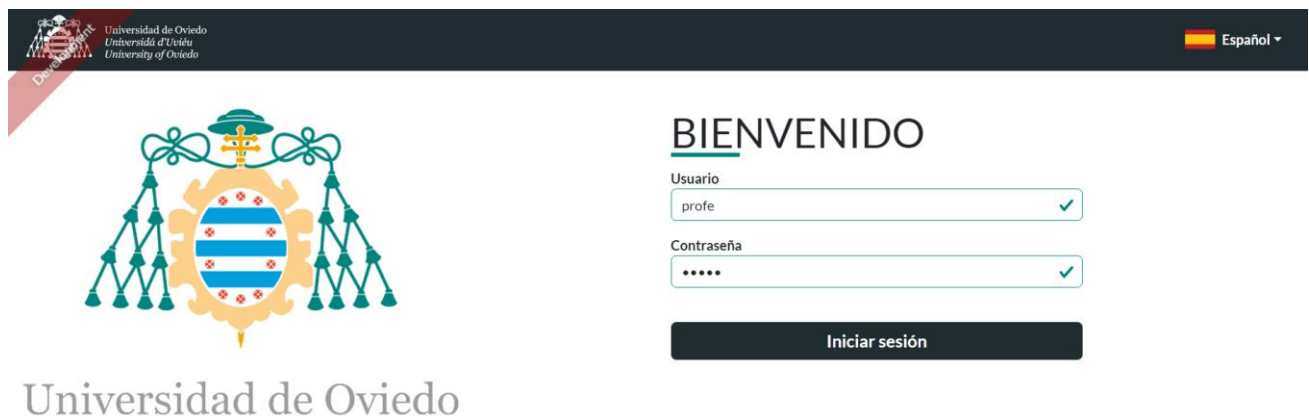 Universidad de Oviedo
Universidá d'Uviéu
University of Oviedo
Development
Español
BIENVENIDO
Usuario
profe
Contraseña
•••••
Iniciar sesión
Universidad de Oviedo